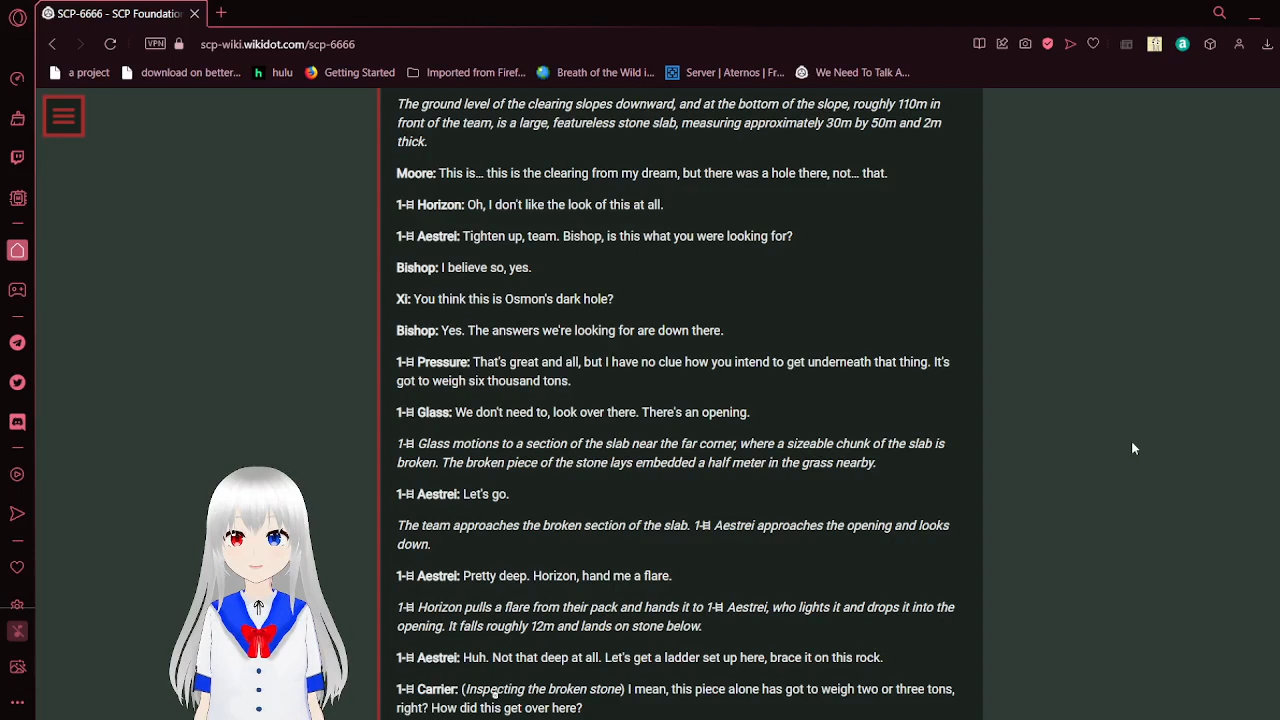 SCP-6666 - SCP Foundation
VPN
scp-wiki.wikidot.com/scp-6666
a project
download on better...
hulu
Getting Started
Imported from Firef...
Breath of the Wild i...
Server | Aternos | Fr...
We Need To Talk A...
The ground level of the clearing slopes downward, and at the bottom of the slope, roughly 110m in
front of the team, is a large, featureless stone slab, measuring approximately 30m by 50m and 2m
thick.
Moore: This is… this is the clearing from my dream, but there was a hole there, not… that.
1-⌗ Horizon: Oh, I don't like the look of this at all.
1-⌗ Aestrei: Tighten up, team. Bishop, is this what you were looking for?
Bishop: I believe so, yes.
Xi: You think this is Osmon's dark hole?
Bishop: Yes. The answers we're looking for are down there.
1-⌗ Pressure: That's great and all, but I have no clue how you intend to get underneath that thing. It's
got to weigh six thousand tons.
1-⌗ Glass: We don't need to, look over there. There's an opening.
1-⌗ Glass motions to a section of the slab near the far corner, where a sizeable chunk of the slab is
broken. The broken piece of the stone lays embedded a half meter in the grass nearby.
1-⌗ Aestrei: Let's go.
The team approaches the broken section of the slab. 1-⌗ Aestrei approaches the opening and looks
down.
1-⌗ Aestrei: Pretty deep. Horizon, hand me a flare.
1-⌗ Horizon pulls a flare from their pack and hands it to 1-⌗ Aestrei, who lights it and drops it into the
opening. It falls roughly 12m and lands on stone below.
1-⌗ Aestrei: Huh. Not that deep at all. Let's get a ladder set up here, brace it on this rock.
1-⌗ Carrier: (Inspecting the broken stone) I mean, this piece alone has got to weigh two or three tons,
right? How did this get over here?